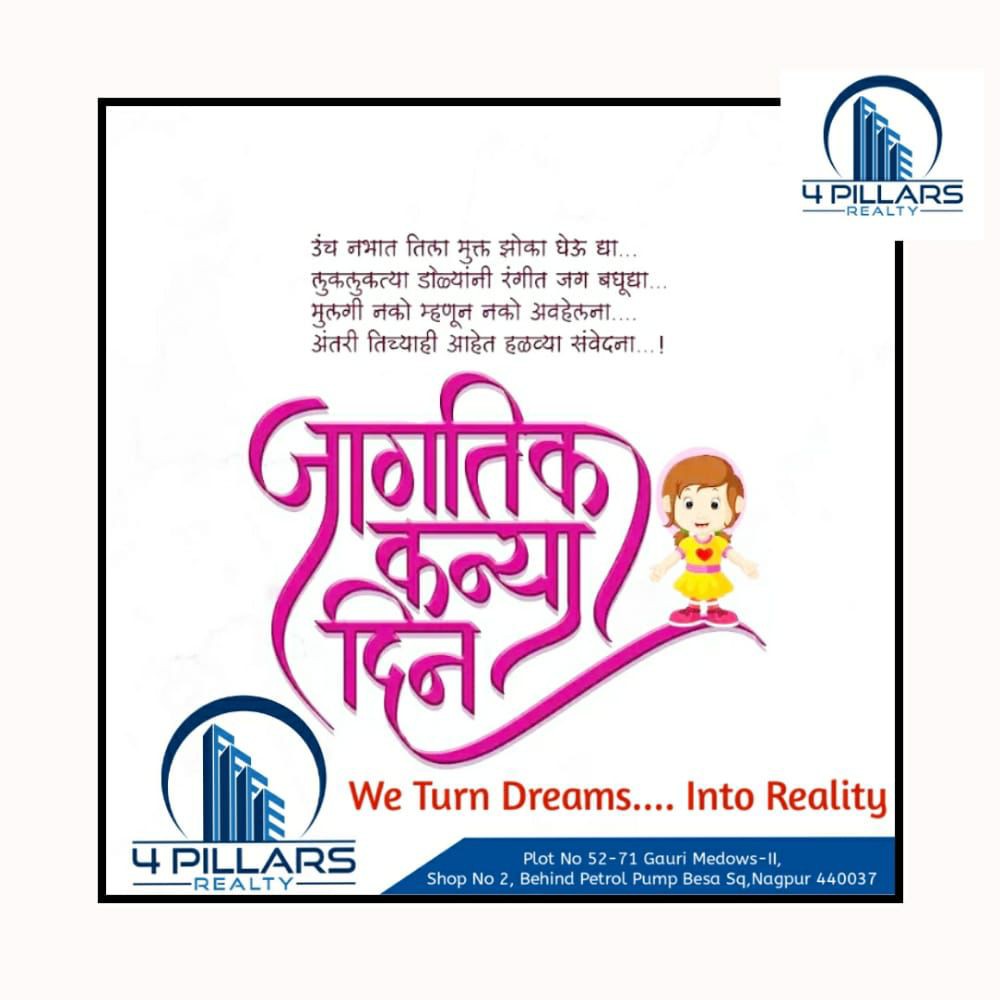 4 PILLARS
REALTY
उंच नभात तिला मुक्त झोका घेऊ द्या...
लुकलुकत्या डोळ्यांनी रंगीत जग बघूद्या...
मुलगी नको म्हणून नको अवहेलना....
अंतरी तिच्याही आहेत हळव्या संवेदना...!
जागतिक
कन्या
दिन
We Turn Dreams.... Into Reality
4 PILLARS
REALTY
Plot No 52-71 Gauri Medows-II,
Shop No 2, Behind Petrol Pump Besa Sq,Nagpur 440037